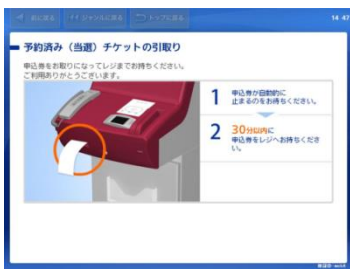 前に戻る
ジャンルに戻る
トップに戻る
14 47
予約済み（当選）チケットの引取り
申込券をお取りになってレジまでお持ちください。
ご利用ありがとうございます。
1 申込券が自動的に
止まるのをお待ちください。
2 30分以内に
申込券をレジへお持ちくださ
い。